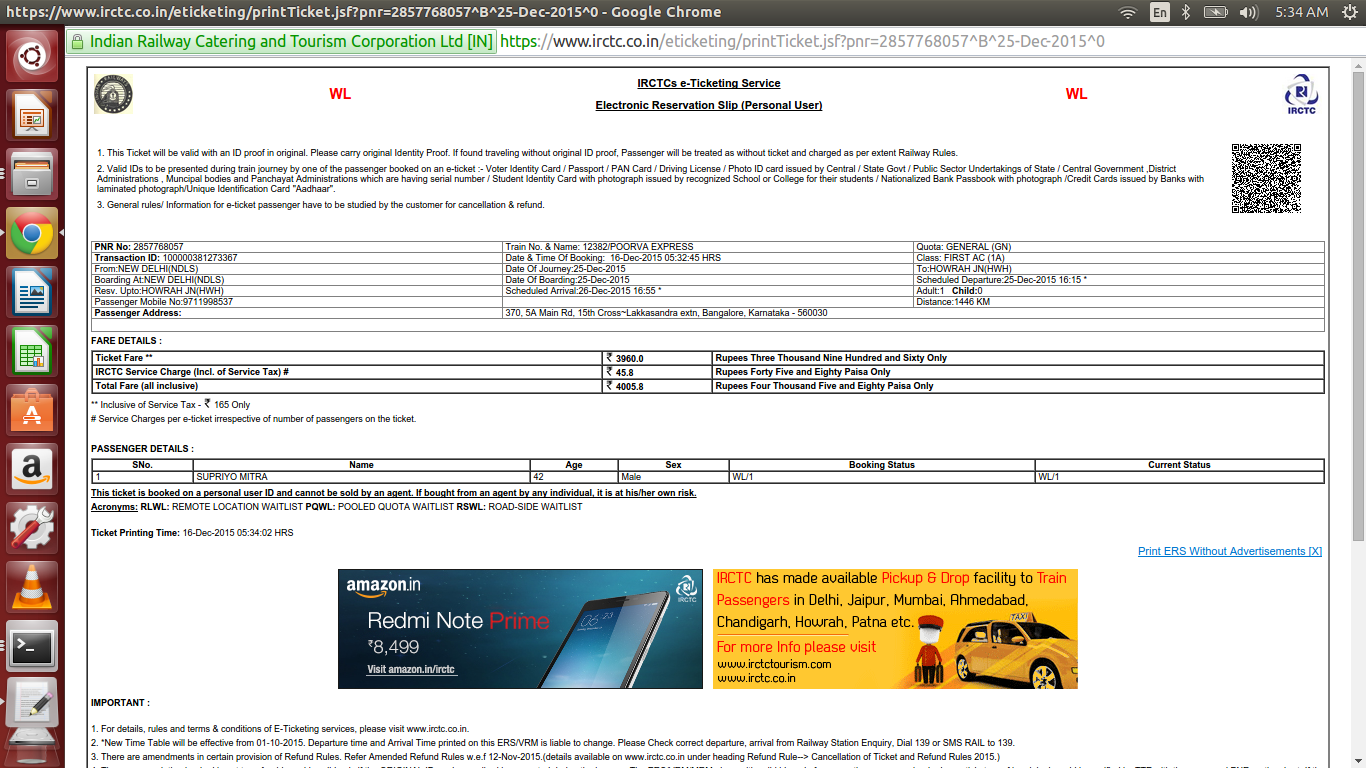 https://www.irctc.co.in/eticketing/printTicket.jsf?pnr=2857768057^B^25-Dec-2015^0 - Google Chrome
En
5:34 AM
Indian Railway Catering and Tourism Corporation Ltd [IN] https://www.irctc.co.in/eticketing/printTicket.jsf?pnr=2857768057^B^25-Dec-2015^0
WL
IRCTCs e-Ticketing Service
WL
Electronic Reservation Slip (Personal User)
IRCTC
1. This Ticket will be valid with an ID proof in original. Please carry original Identity Proof. If found traveling without original ID proof, Passenger will be treated as without ticket and charged as per extent Railway Rules.
2. Valid IDs to be presented during train journey by one of the passenger booked on an e-ticket :- Voter Identity Card / Passport / PAN Card / Driving License / Photo ID card issued by Central / State Govt / Public Sector Undertakings of State / Central Government ,District
Administrations , Muncipal bodies and Panchayat Administrations which are having serial number / Student Identity Card with photograph issued by recognized School or College for their students / Nationalized Bank Passbook with photograph /Credit Cards issued by Banks with
laminated photograph/Unique Identification Card "Aadhaar".
3. General rules/ Information for e-ticket passenger have to be studied by the customer for cancellation & refund.
PNR No: 2857768057 Train No. & Name: 12382/POORVA EXPRESS Quota: GENERAL (GN)
Transaction ID: 100000381273367 Date & Time Of Booking: 16-Dec-2015 05:32:45 HRS Class: FIRST AC (1A)
From:NEW DELHI(NDLS) Date Of Journey:25-Dec-2015 To:HOWRAH JN(HWH)
Boarding At:NEW DELHI(NDLS) Date Of Boarding:25-Dec-2015 Scheduled Departure:25-Dec-2015 16:15 *
Resv. Upto:HOWRAH JN(HWH) Scheduled Arrival:26-Dec-2015 16:55 * Adult:1 Child:0
Passenger Mobile No:9711998537 Distance:1446 KM
Passenger Address: 370, 5A Main Rd, 15th Cross~Lakkasandra extn, Bangalore, Karnataka - 560030
FARE DETAILS :
Ticket Fare ** ₹ 3960.0 Rupees Three Thousand Nine Hundred and Sixty Only
IRCTC Service Charge (Incl. of Service Tax) # ₹ 45.8 Rupees Forty Five and Eighty Paisa Only
Total Fare (all inclusive) ₹ 4005.8 Rupees Four Thousand Five and Eighty Paisa Only
** Inclusive of Service Tax - ₹ 165 Only
# Service Charges per e-ticket irrespective of number of passengers on the ticket.
PASSENGER DETAILS :
SNo. Name Age Sex Booking Status Current Status
1 SUPRIYO MITRA 42 Male WL/1 WL/1
This ticket is booked on a personal user ID and cannot be sold by an agent. If bought from an agent by any individual, it is at his/her own risk.
Acronyms: RLWL: REMOTE LOCATION WAITLIST PQWL: POOLED QUOTA WAITLIST RSWL: ROAD-SIDE WAITLIST
Ticket Printing Time: 16-Dec-2015 05:34:02 HRS
Print ERS Without Advertisements [X]
amazon.in
IRCTC
Redmi Note Prime
₹8,499
Visit amazon.in/irctc
IRCTC has made available Pickup & Drop facility to Train
Passengers in Delhi, Jaipur, Mumbai, Ahmedabad,
Chandigarh, Howrah, Patna etc.
For more Info please visit
www.irctctourism.com
www.irctc.co.in
TAXI
IMPORTANT :
1. For details, rules and terms & conditions of E-Ticketing services, please visit www.irctc.co.in.
2. *New Time Table will be effective from 01-10-2015. Departure time and Arrival Time printed on this ERS/VRM is liable to change. Please Check correct departure, arrival from Railway Station Enquiry, Dial 139 or SMS RAIL to 139.
3. There are amendments in certain provision of Refund Rules. Refer Amended Refund Rules w.e.f 12-Nov-2015.(details available on www.irctc.co.in under heading Refund Rule--> Cancellation of Ticket and Refund Rules 2015.)